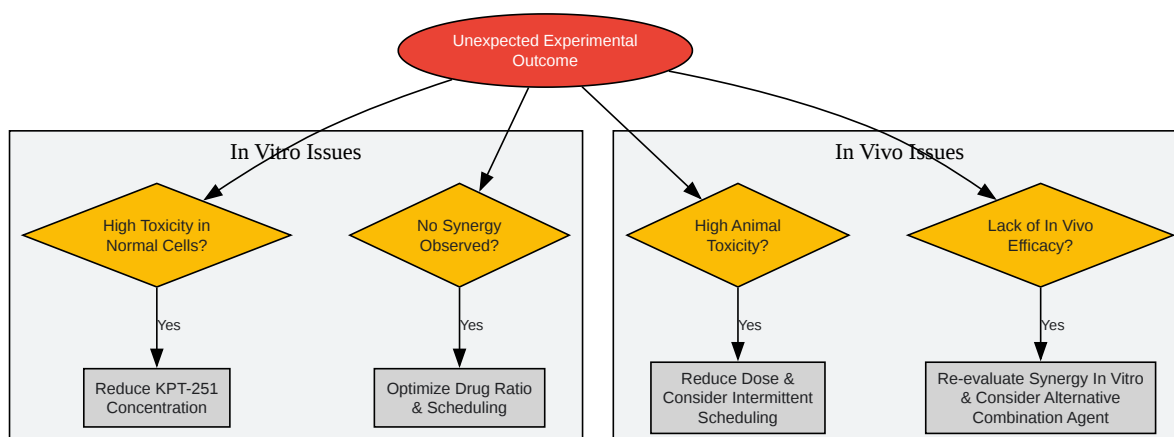 Unexpected Experimental
Outcome
In Vitro Issues
In Vivo Issues
High Toxicity in
Normal Cells?
No Synergy
Observed?
High Animal
Toxicity?
Lack of In Vivo
Efficacy?
Yes
Yes
Yes
Yes
Reduce KPT-251
Concentration
Optimize Drug Ratio
& Scheduling
Reduce Dose &
Consider Intermittent
Scheduling
Re-evaluate Synergy In Vitro
& Consider Alternative
Combination Agent